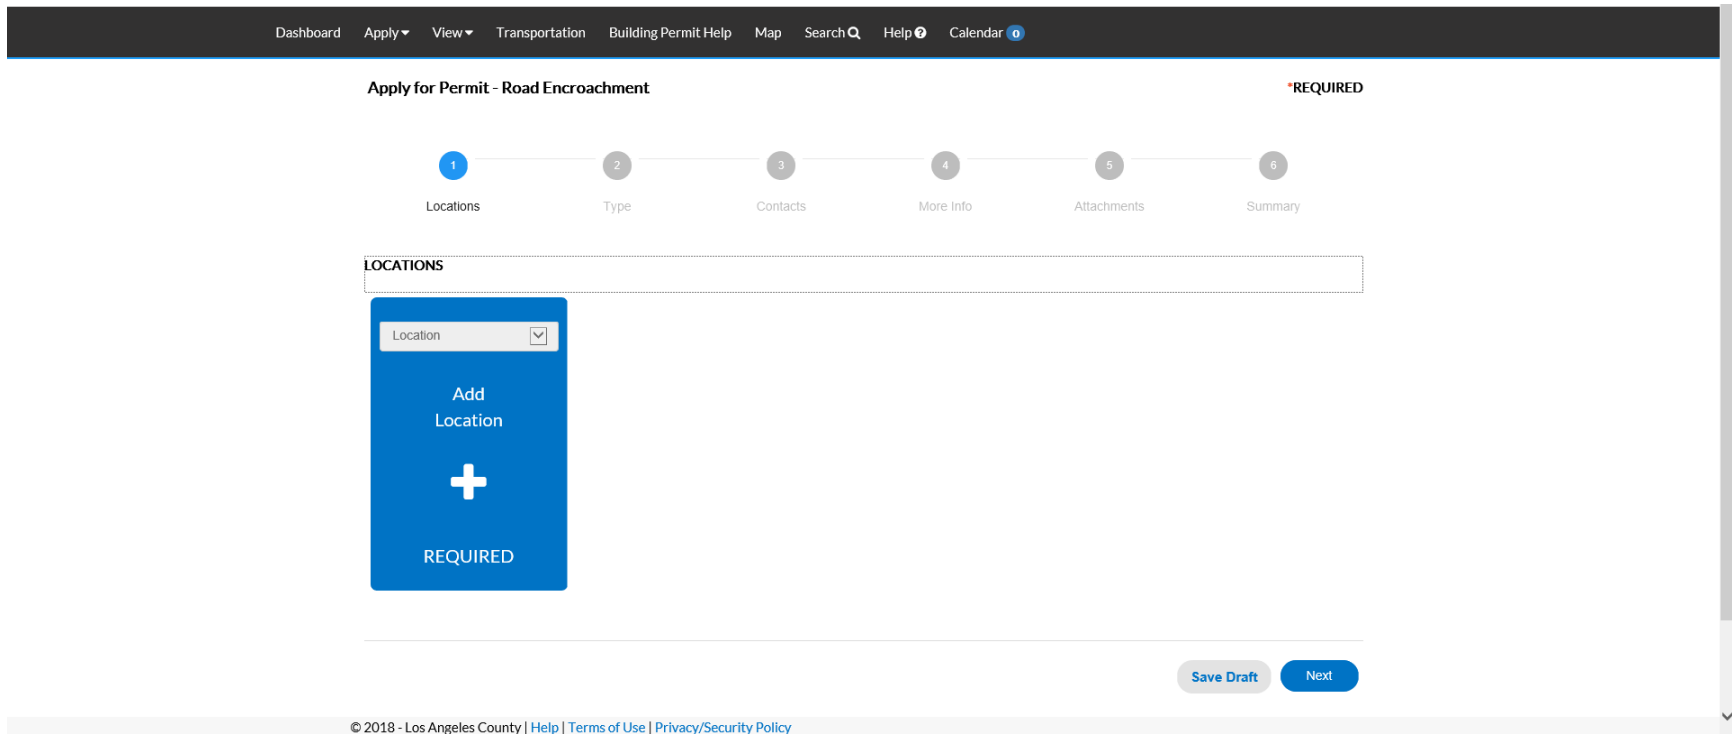 Dashboard Apply View Transportation Building Permit Help Map Search Help Calendar 0
Apply for Permit - Road Encroachment *REQUIRED
1 2 3 4 5 6
Locations Type Contacts More Info Attachments Summary
LOCATIONS
Location
Add
Location
REQUIRED
Save Draft Next
© 2018 - Los Angeles County | Help | Terms of Use | Privacy/Security Policy